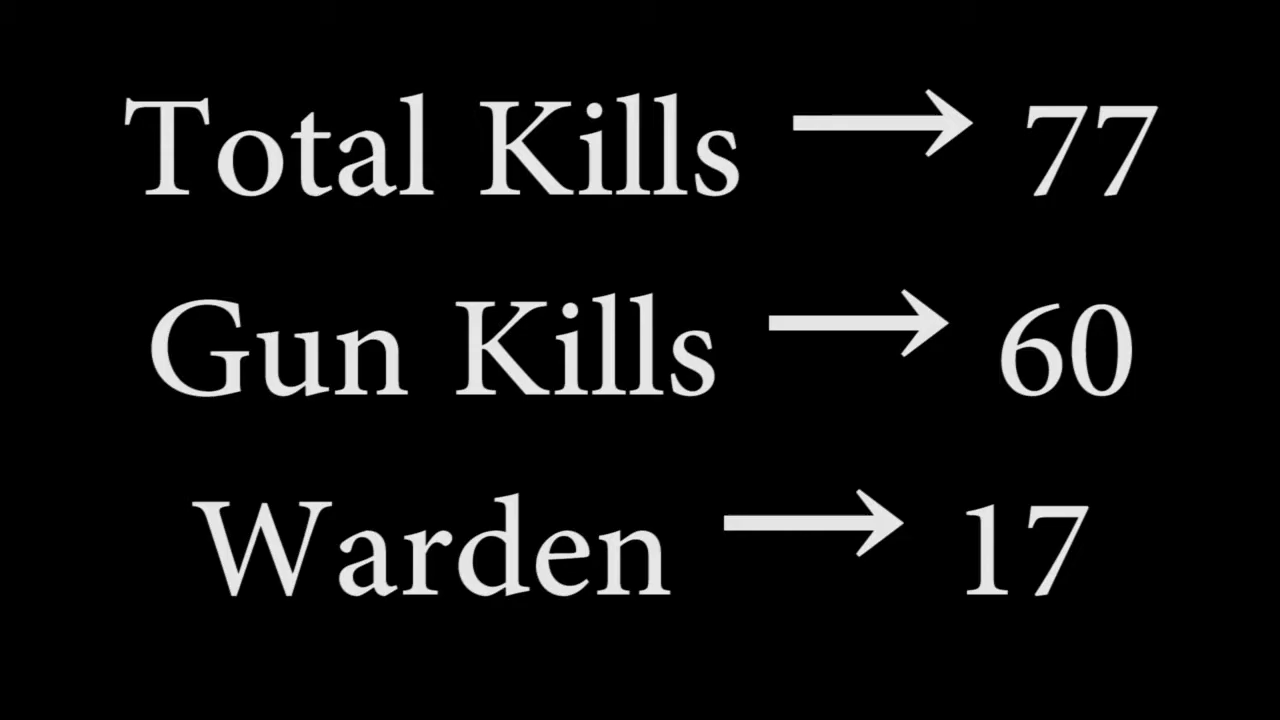 Total Kills → 77
Gun Kills → 60
Warden → 17